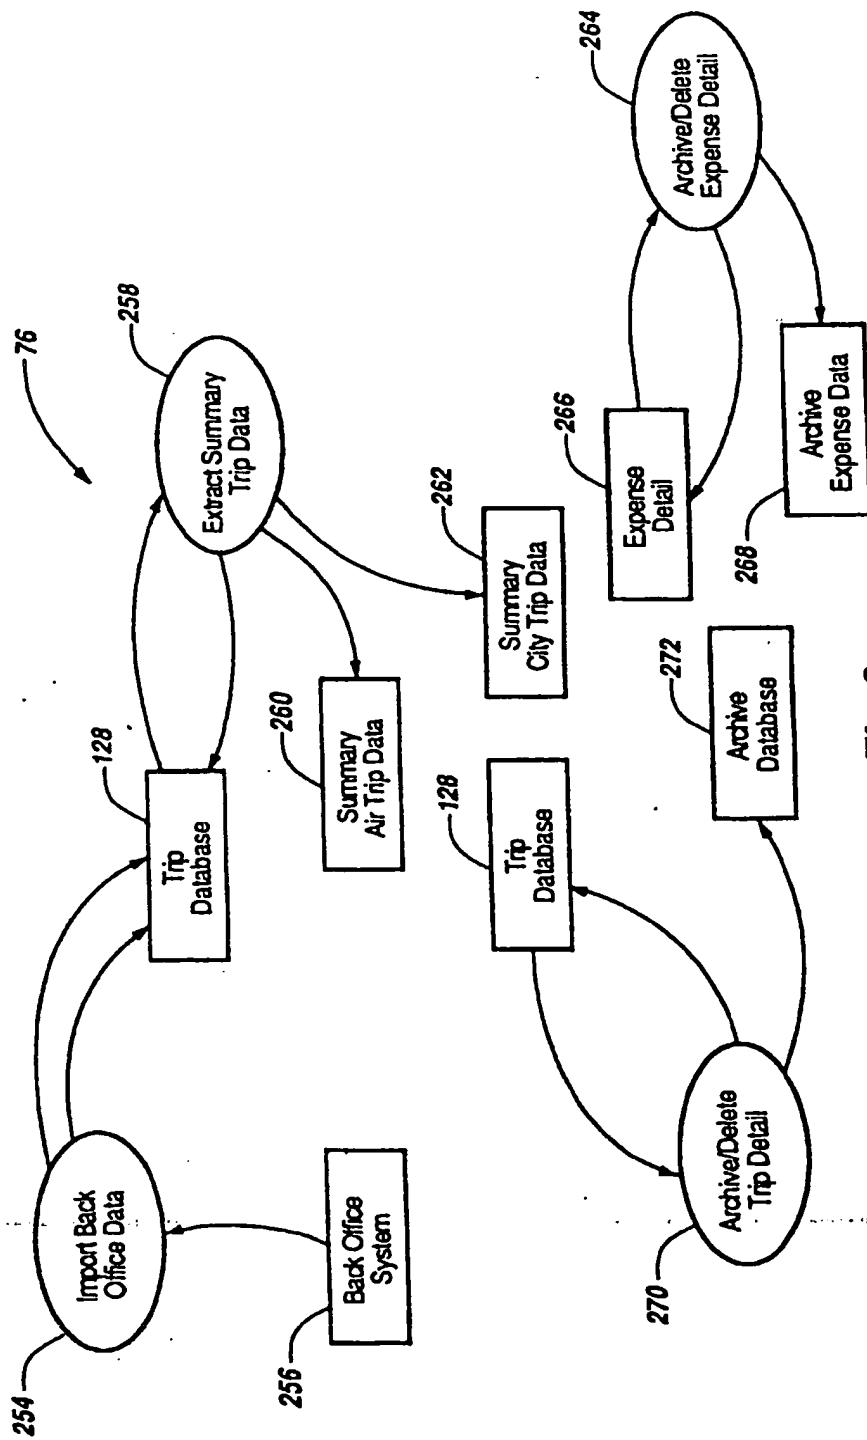 76
254
Import Back
Office Data
256
Back Office
System
128
Trip
Database
258
Extract Summary
Trip Data
260
Summary
Air Trip Data
262
Summary
City Trip Data
128
Trip
Database
270
Archive/Delete
Trip Detail
272
Archive
Database
266
Expense
Detail
264
Archive/Delete
Expense Detail
268
Archive
Expense Data